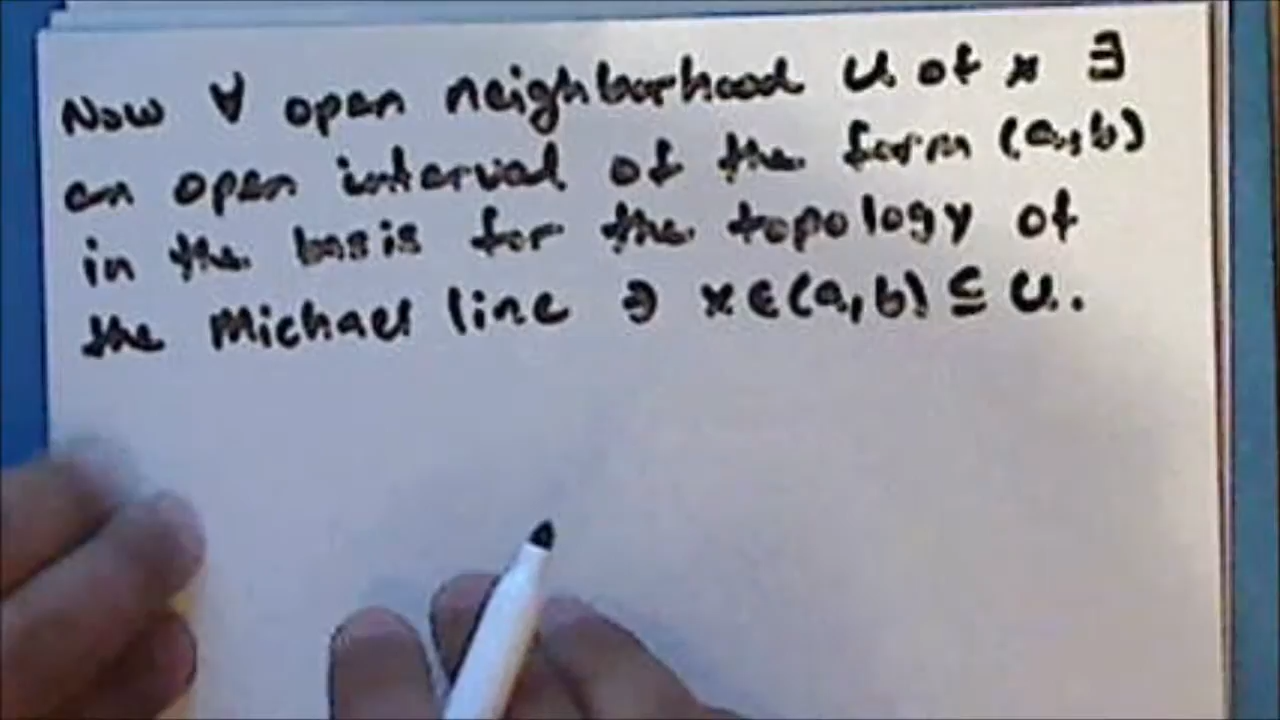 Now ∀ open neighborhood U of x ∃
an open interval of the form (a,b)
in the basis for the topology of
the Michael line ∋ x∈(a,b)⊆U.